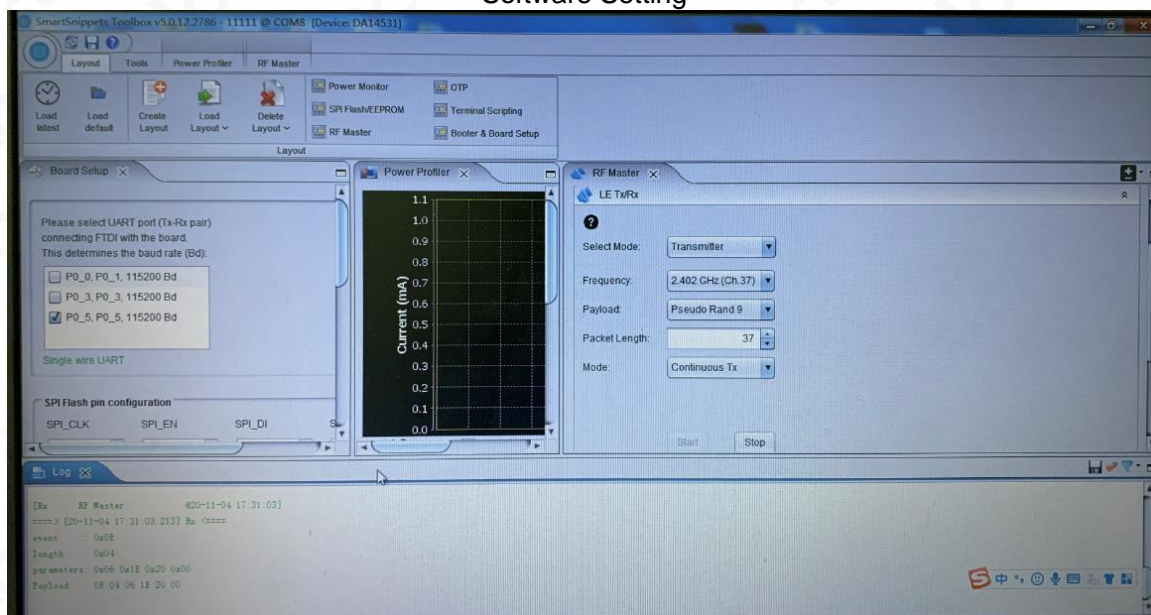 Software Setting
SmartSnippets Toolbox v5.0.12.2786 - 11111 @ COM8 [Device: DA14531]
Layout Tools Power Profiler RF Master
Load latest
Load default
Create Layout
Load Layout
Delete Layout
Power Monitor
SPI Flash/EEPROM
RF Master
OTP
Terminal Scripting
Booter & Board Setup
Layout
Board Setup
Please select UART port (Tx-Rx pair)
connecting FTDI with the board.
This determines the baud rate (Bd):
P0_0, P0_1, 115200 Bd
P0_3, P0_3, 115200 Bd
P0_5, P0_5, 115200 Bd
Single wire UART
SPI Flash pin configuration
SPI_CLK SPI_EN SPI_DI S
Power Profiler
Current (mA)
1.1
1.0
0.9
0.8
0.7
0.6
0.5
0.4
0.3
0.2
0.1
0.0
RF Master
LE Tx/Rx
Select Mode: Transmitter
Frequency: 2.402 GHz (Ch.37)
Payload: Pseudo Rand 9
Packet Length: 37
Mode: Continuous Tx
Start Stop
Log
[Rx RF Master @20-11-04 17:31:03]
====> [20-11-04 17:31:03.213] Rx <====
event : 0x0E
length : 0x04
parameters: 0x06 0x1E 0x20 0x00
Payload : 0E 04 06 1E 20 00
中